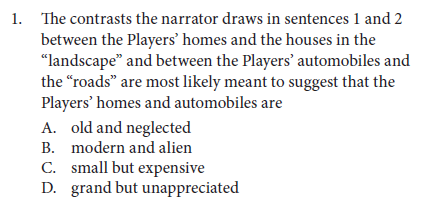 1. The contrasts the narrator draws in sentences 1 and 2
between the Players’ homes and the houses in the
“landscape” and between the Players’ automobiles and
the “roads” are most likely meant to suggest that the
Players’ homes and automobiles are
A. old and neglected
B. modern and alien
C. small but expensive
D. grand but unappreciated